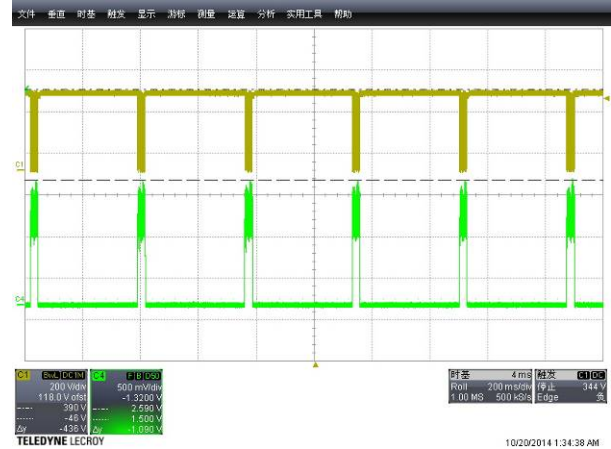 文件 垂直 时基 触发 显示 游标 测量 运算 分析 实用工具 帮助
C1
C4
C1 BwL DC1M
200 V/div
118.0 V ofst
390 V
-46 V
Δy -436 V
C4 F B D50
500 mV/div
-1.3200 V
2.590 V
1.500 V
Δy -1.090 V
时基 4 ms
Roll 200 ms/div
1.00 MS 500 kS/s
触发 C1 DC
停止 344 V
Edge 负
TELEDYNE LECROY
10/20/2014 1:34:38 AM